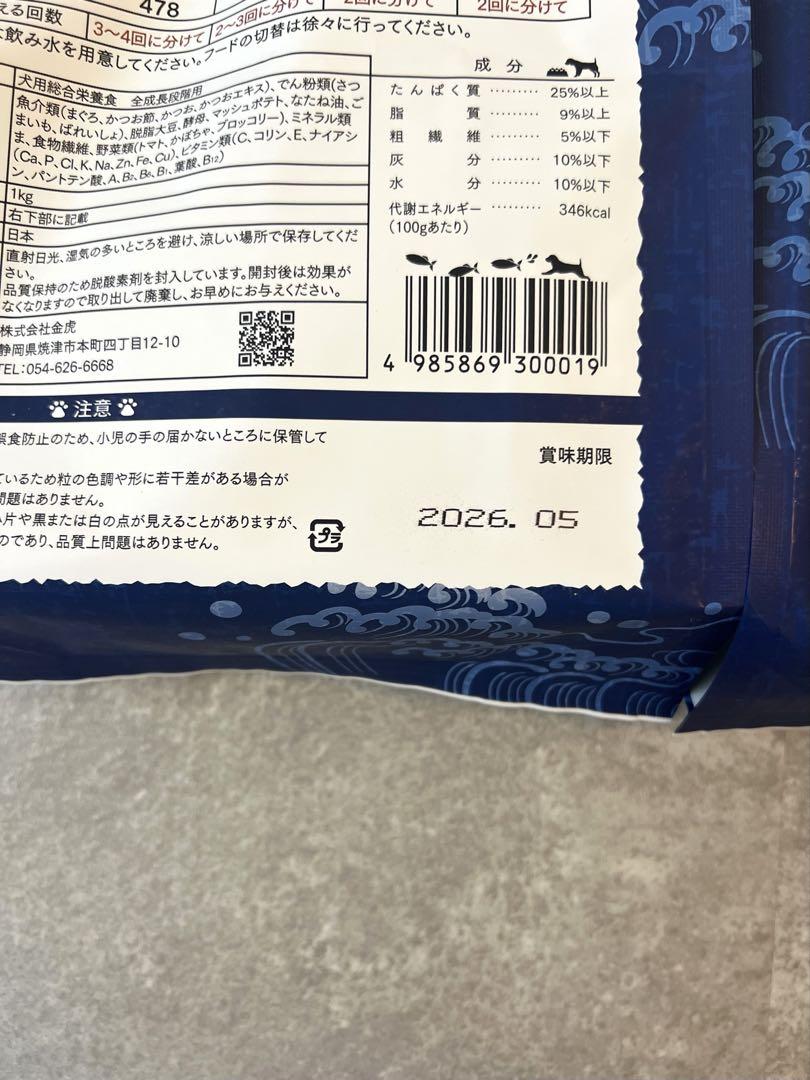 える回数
478
3〜4回に分けて
2〜3回に分けて
2回に分けて
2回に分けて
飲み水を用意してください。フードの切替は徐々に行ってください。
犬用総合栄養食 全成長段階用
魚介類(まぐろ、かつお節、かつお、かつおエキス)、でん粉類(さつ
まいも、ばれいしょ)、脱脂大豆、酵母、マッシュポテト、なたね油、ご
ま、食物繊維、野菜類(トマト、かぼちゃ、ブロッコリー)、ミネラル類
(Ca、P、Cl、K、Na、Zn、Fe、Cu)、ビタミン類(C、コリン、E、ナイアシ
ン、パントテン酸、A、B2、B6、B1、葉酸、B12)
1kg
右下部に記載
日本
直射日光、湿気の多いところを避け、涼しい場所で保存してくだ
さい。
品質保持のため脱酸素剤を封入しています。開封後は効果が
なくなりますので取り出して廃棄し、お早めにお与えください。
株式会社金虎
静岡県焼津市本町四丁目12-10
TEL:054-626-6668
成分
たんぱく質 ········· 25%以上
脂質 ········· 9%以上
粗繊維 ········· 5%以下
灰分 ········· 10%以下
水分 ········· 10%以下
代謝エネルギー ········· 346kcal
(100gあたり)
4 985869 300019
注意
誤食防止のため、小児の手の届かないところに保管して
ているため粒の色調や形に若干差がある場合が
問題はありません。
片や黒または白の点が見えることがありますが、
のであり、品質上問題はありません。
プラ
賞味期限
2026. 05